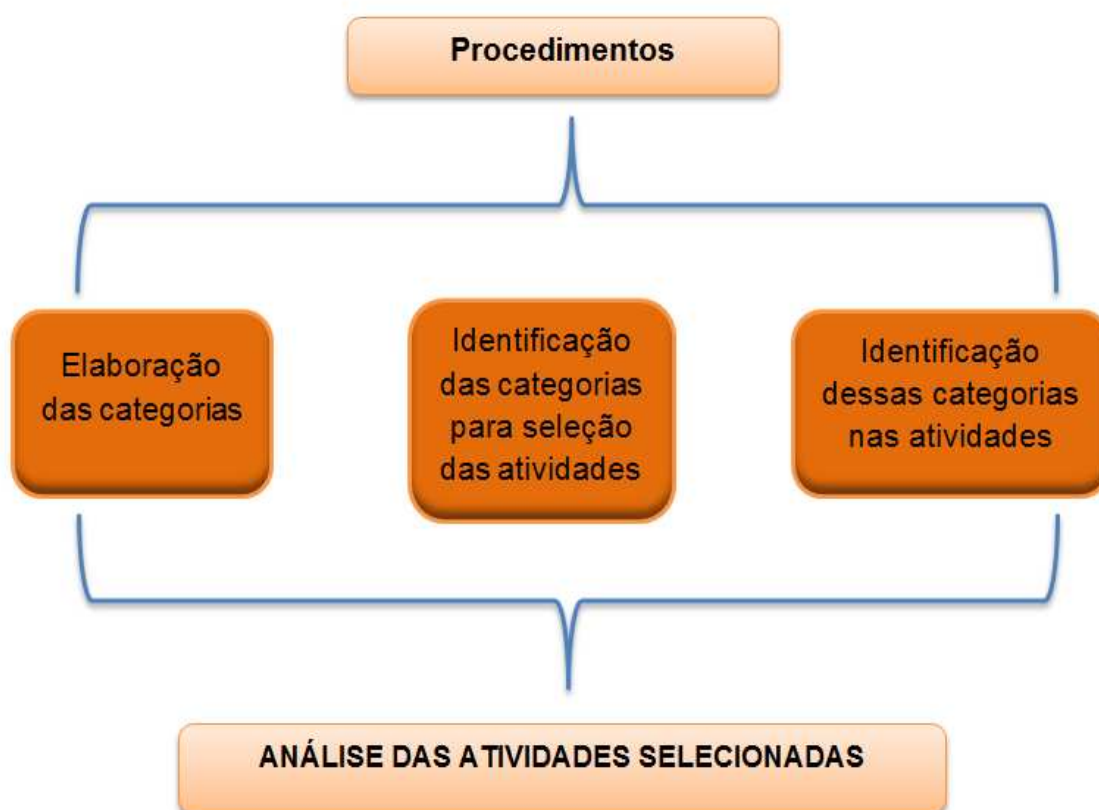 Procedimentos
Elaboração
das categorias
Identificação
das categorias
para seleção
das atividades
Identificação
dessas categorias
nas atividades
ANÁLISE DAS ATIVIDADES SELECIONADAS